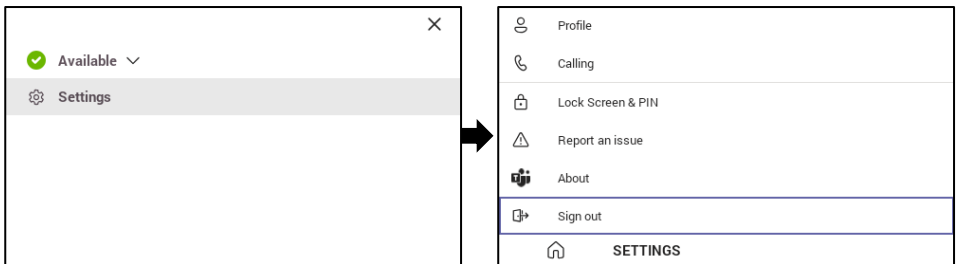 Available
Settings
Profile
Calling
Lock Screen & PIN
Report an issue
About
Sign out
SETTINGS